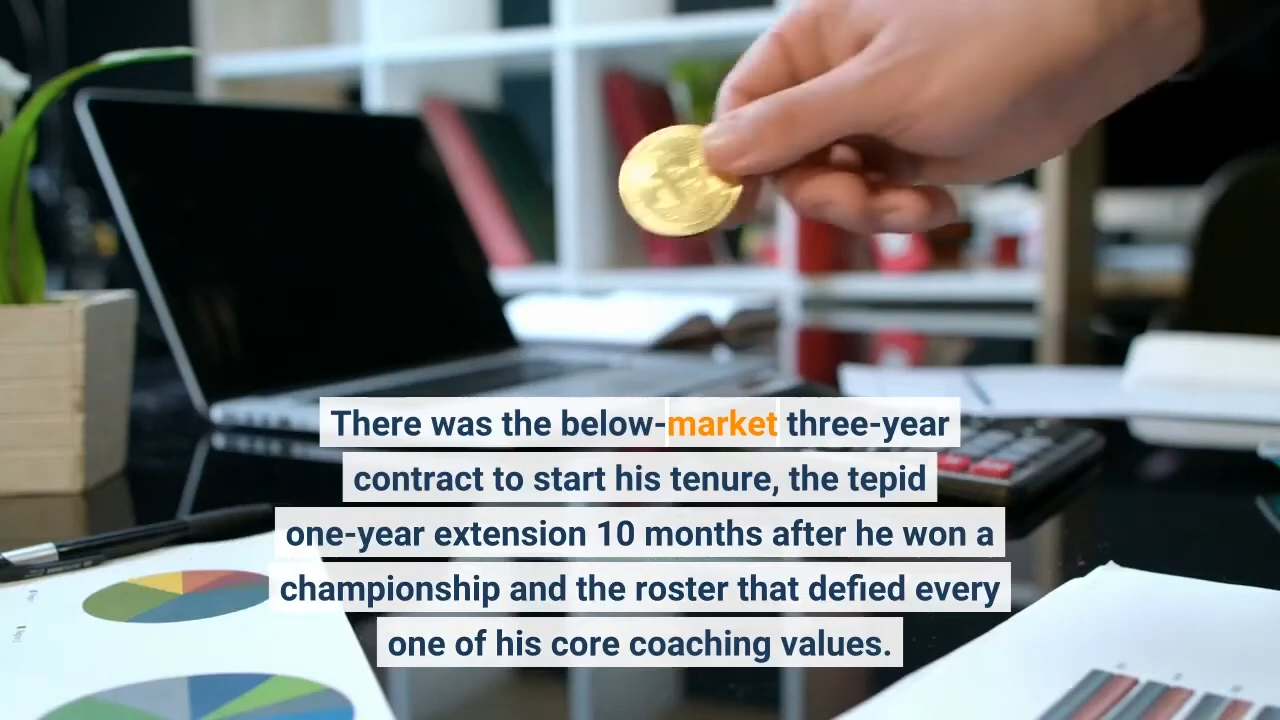 There was the below-market three-year
contract to start his tenure, the tepid
one-year extension 10 months after he won a
championship and the roster that defied every
one of his core coaching values.